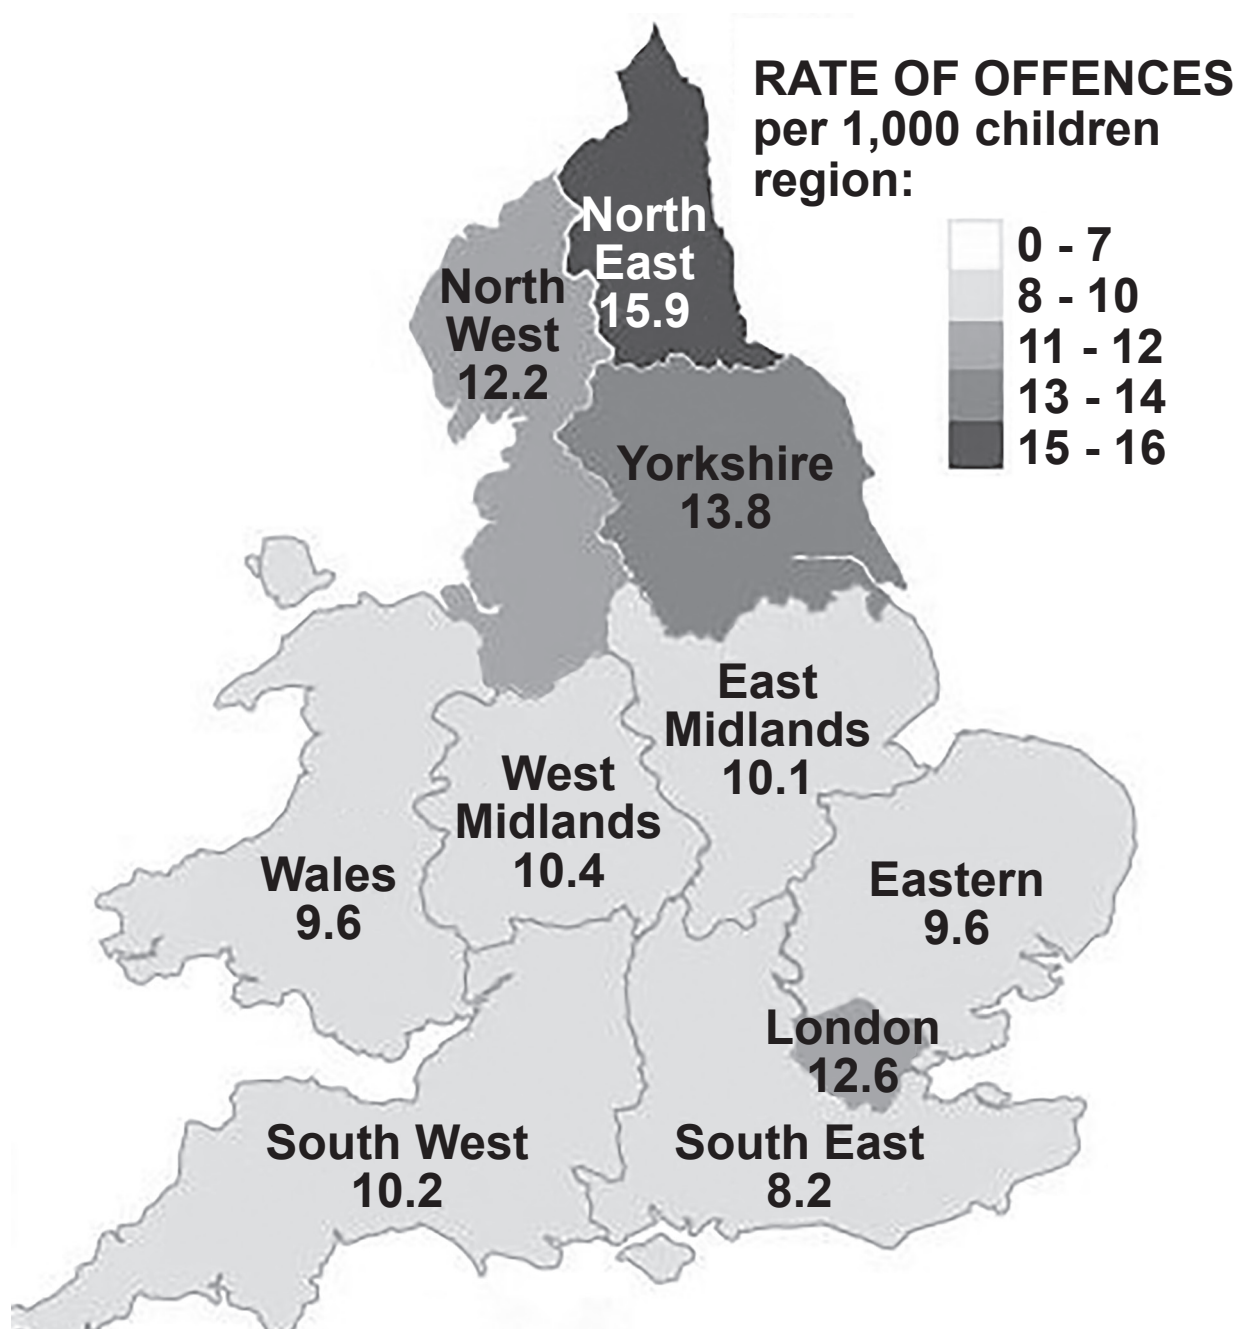 RATE OF OFFENCES
per 1,000 children
region:
0 - 7
8 - 10
11 - 12
13 - 14
15 - 16
North
East
15.9
North
West
12.2
Yorkshire
13.8
East
Midlands
10.1
West
Midlands
10.4
Wales
9.6
Eastern
9.6
London
12.6
South West
10.2
South East
8.2